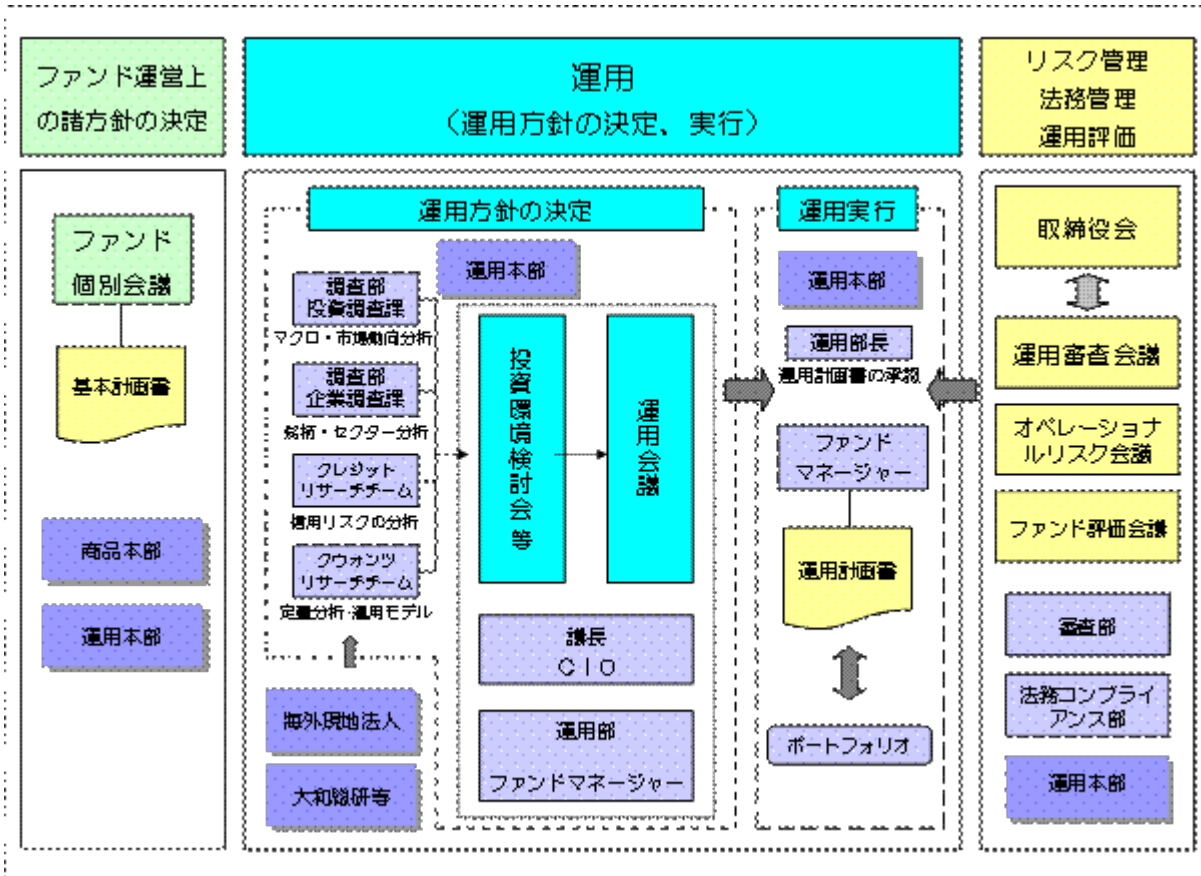 ファンド運営上
の諸方針の決定
運用
（運用方針の決定、実行）
リスク管理
法務管理
運用評価
ファンド
個別会議
基本計画書
商品本部
運用本部
運用方針の決定
運用本部
調査部
投資調査課
マクロ・市場動向分析
調査部
企業調査課
銘柄・セクター分析
クレジット
リサーチチーム
信用リスクの分析
クウォンツ
リサーチチーム
定量分析・運用モデル
海外現地法人
大和総研等
投資環境検討会等
運用会議
議長
ＣＩＯ
運用部
ファンドマネージャー
運用実行
運用本部
運用部長
運用計画書の承認
ファンド
マネージャー
運用計画書
ポートフォリオ
取締役会
運用審査会議
オペレーショナ
ルリスク会議
ファンド評価会議
審査部
法務コンプライ
アンス部
運用本部